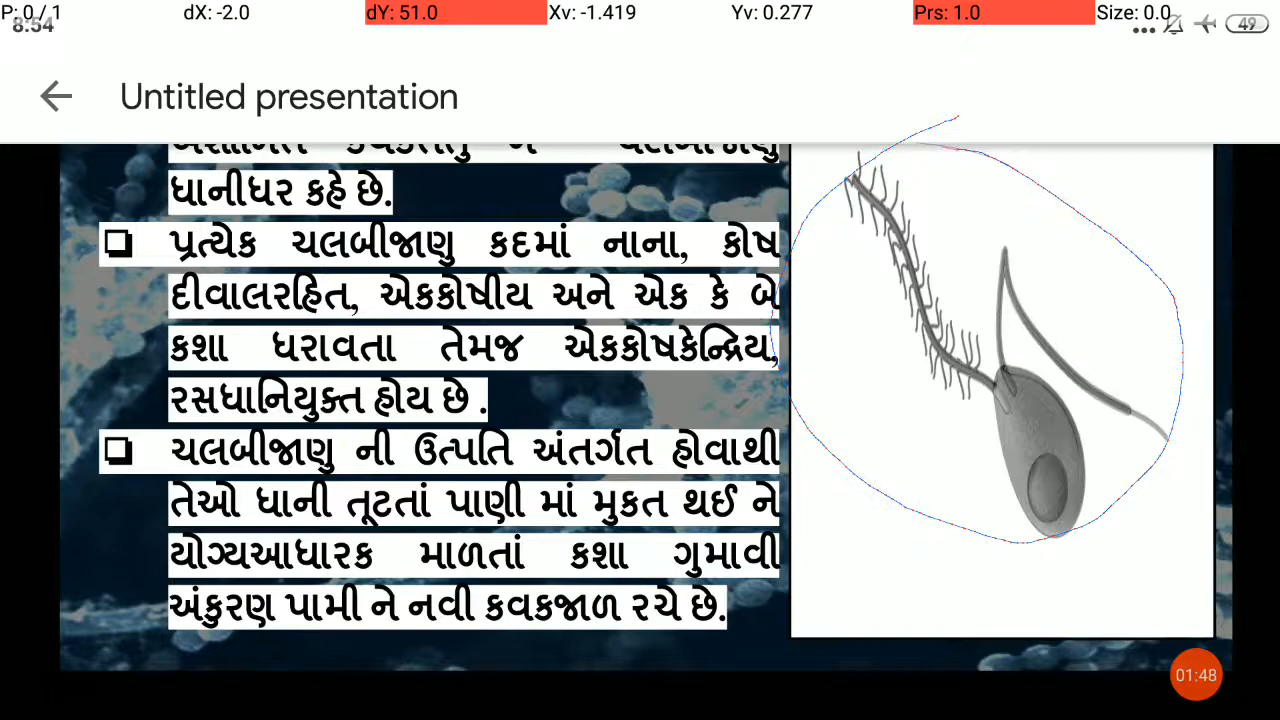 P: 0 / 1 dX: -2.0 dY: 51.0 Xv: -1.419 Yv: 0.277 Prs: 1.0 Size: 0.0
8:54 49
Untitled presentation
ધાનીધર કહે છે.
❑ પ્રત્યેક ચલબીજાણુ કદમાં નાના, કોષ
દીવાલરહિત, એકકોષીય અને એક કે બે
કશા ધરાવતા તેમજ એકકોષકેન્દ્રિય,
રસધાનિયુક્ત હોય છે .
❑ ચલબીજાણુ ની ઉત્પતિ અંતર્ગત હોવાથી
તેઓ ધાની તૂટતાં પાણી માં મુકત થઈ ને
યોગ્યઆધારક માળતાં કશા ગુમાવી
અંકુરણ પામી ને નવી કવકજાળ રચે છે.
01:48